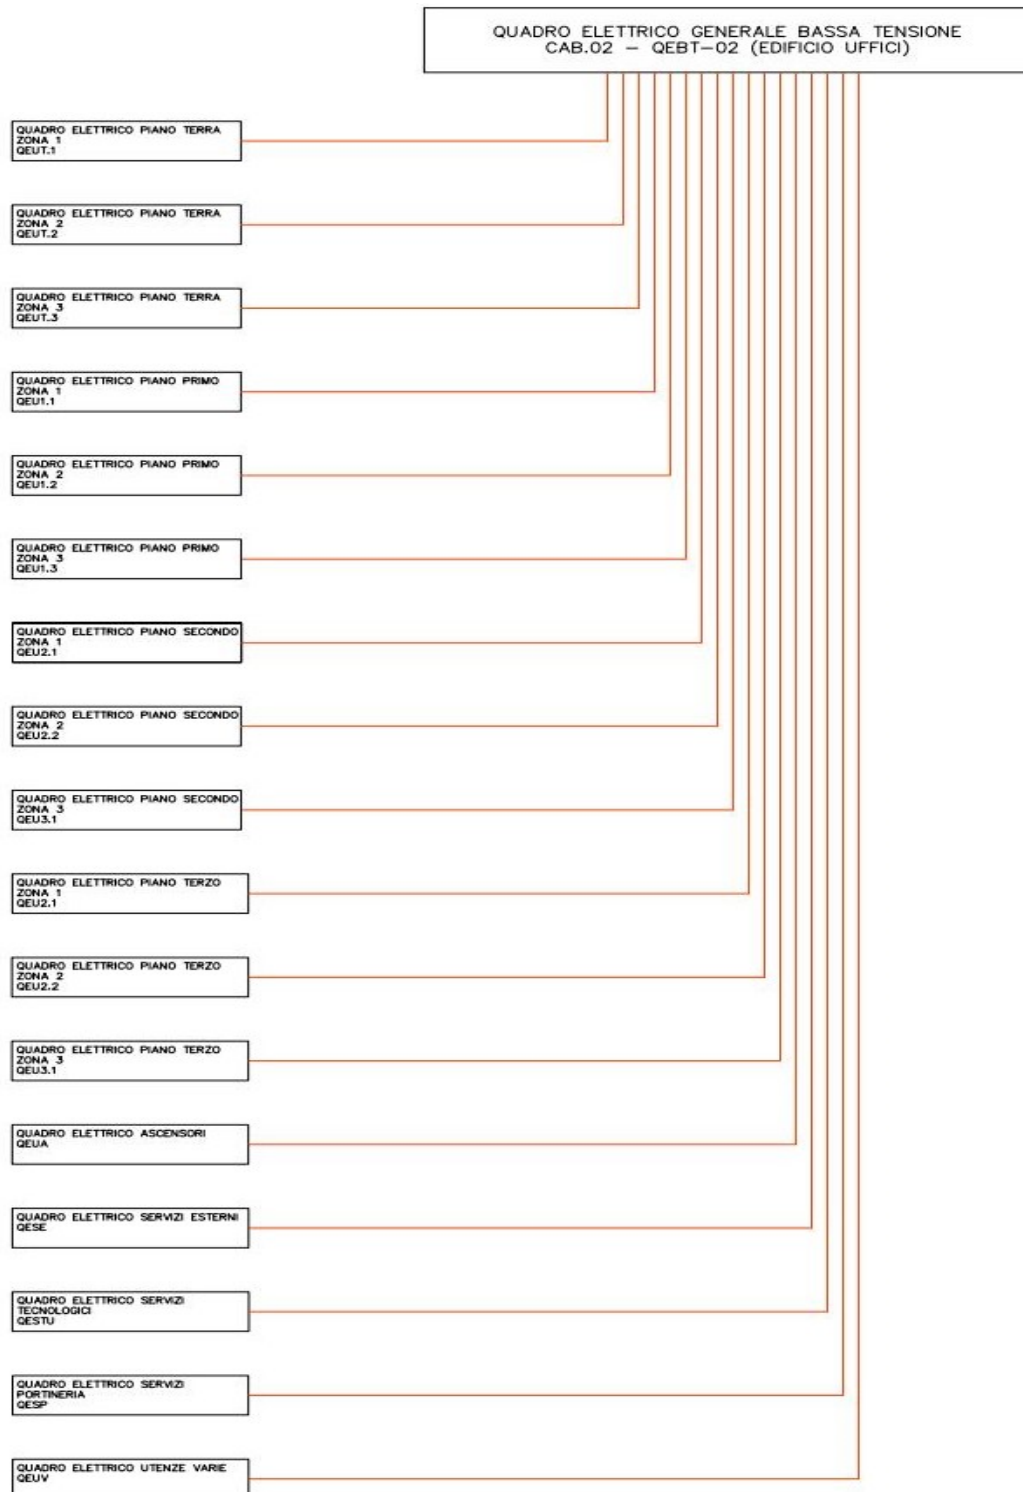 QUADRO ELETTRICO GENERALE BASSA TENSIONE
CAB.02 – QEBT–02 (EDIFICIO UFFICI)
QUADRO ELETTRICO PIANO TERRA
ZONA 1
QEUT.1
QUADRO ELETTRICO PIANO TERRA
ZONA 2
QEUT.2
QUADRO ELETTRICO PIANO TERRA
ZONA 3
QEUT.3
QUADRO ELETTRICO PIANO PRIMO
ZONA 1
QEU1.1
QUADRO ELETTRICO PIANO PRIMO
ZONA 2
QEU1.2
QUADRO ELETTRICO PIANO PRIMO
ZONA 3
QEU1.3
QUADRO ELETTRICO PIANO SECONDO
ZONA 1
QEU2.1
QUADRO ELETTRICO PIANO SECONDO
ZONA 2
QEU2.2
QUADRO ELETTRICO PIANO SECONDO
ZONA 3
QEU3.1
QUADRO ELETTRICO PIANO TERZO
ZONA 1
QEU2.1
QUADRO ELETTRICO PIANO TERZO
ZONA 2
QEU2.2
QUADRO ELETTRICO PIANO TERZO
ZONA 3
QEU3.1
QUADRO ELETTRICO ASCENSORI
QEUA
QUADRO ELETTRICO SERVIZI ESTERNI
QESE
QUADRO ELETTRICO SERVIZI
TECNOLOGICI
QESTU
QUADRO ELETTRICO SERVIZI
PORTINERIA
QESP
QUADRO ELETTRICO UTENZE VARIE
QEUV